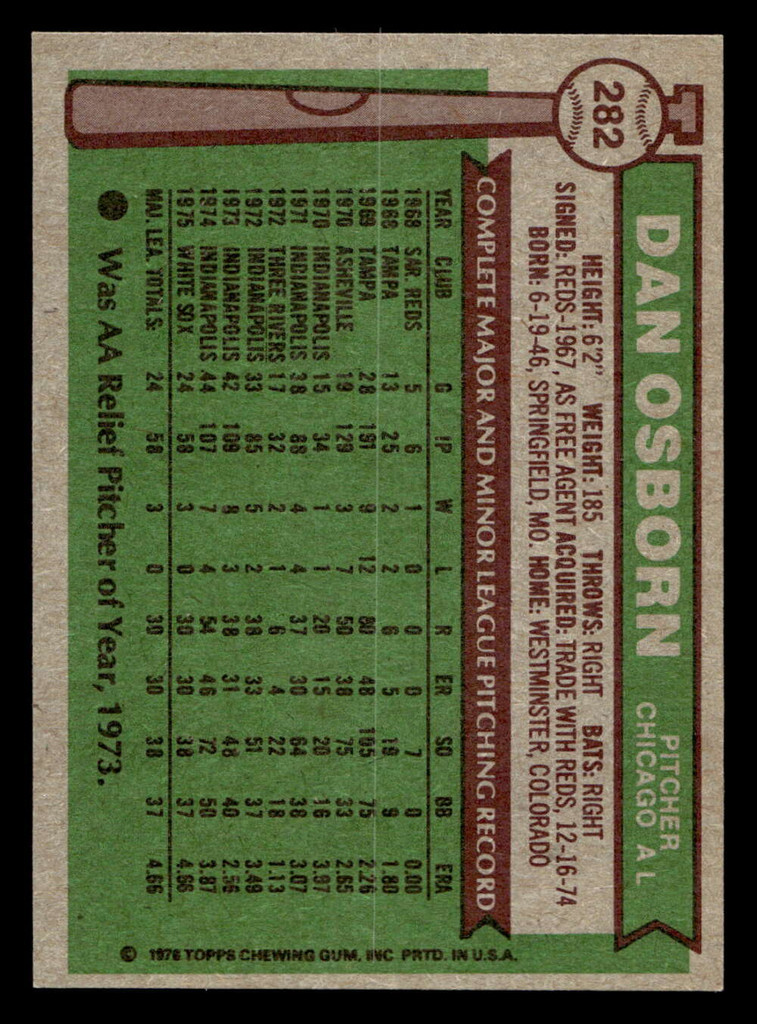 282
DAN OSBORN
PITCHER
CHICAGO A L
HEIGHT: 6'2" WEIGHT: 185 THROWS: RIGHT BATS: RIGHT
SIGNED: REDS-1967, AS FREE AGENT ACQUIRED: TRADE WITH REDS, 12-16-74
BORN: 6-19-46, SPRINGFIELD, MO. HOME: WESTMINSTER, COLORADO
COMPLETE MAJOR AND MINOR LEAGUE PITCHING RECORD
YEAR CLUB G IP W L R ER SO BB ERA
1968 SAR. REDS 5 6 1 0 0 0 7 0 0.00
1968 TAMPA 13 25 2 2 6 5 19 9 1.80
1969 TAMPA 28 191 9 12 80 48 105 75 2.26
1970 ASHEVILLE 19 129 3 7 50 38 75 33 2.65
1970 INDIANAPOLIS 15 34 1 1 20 15 20 16 3.97
1971 INDIANAPOLIS 38 88 4 4 37 30 64 38 3.07
1972 THREE RIVERS 17 32 2 1 6 4 22 18 1.13
1972 INDIANAPOLIS 33 85 5 2 38 33 51 37 3.49
1973 INDIANAPOLIS 42 109 8 3 38 31 48 40 2.56
1974 INDIANAPOLIS 44 107 7 4 54 46 72 50 3.87
1975 WHITE SOX 24 58 3 0 30 30 38 37 4.66
MAJ. LEA. TOTALS: 24 58 3 0 30 30 38 37 4.66
Was AA Relief Pitcher of Year, 1973.
© 1976 TOPPS CHEWING GUM, INC PRTD. IN U.S.A.